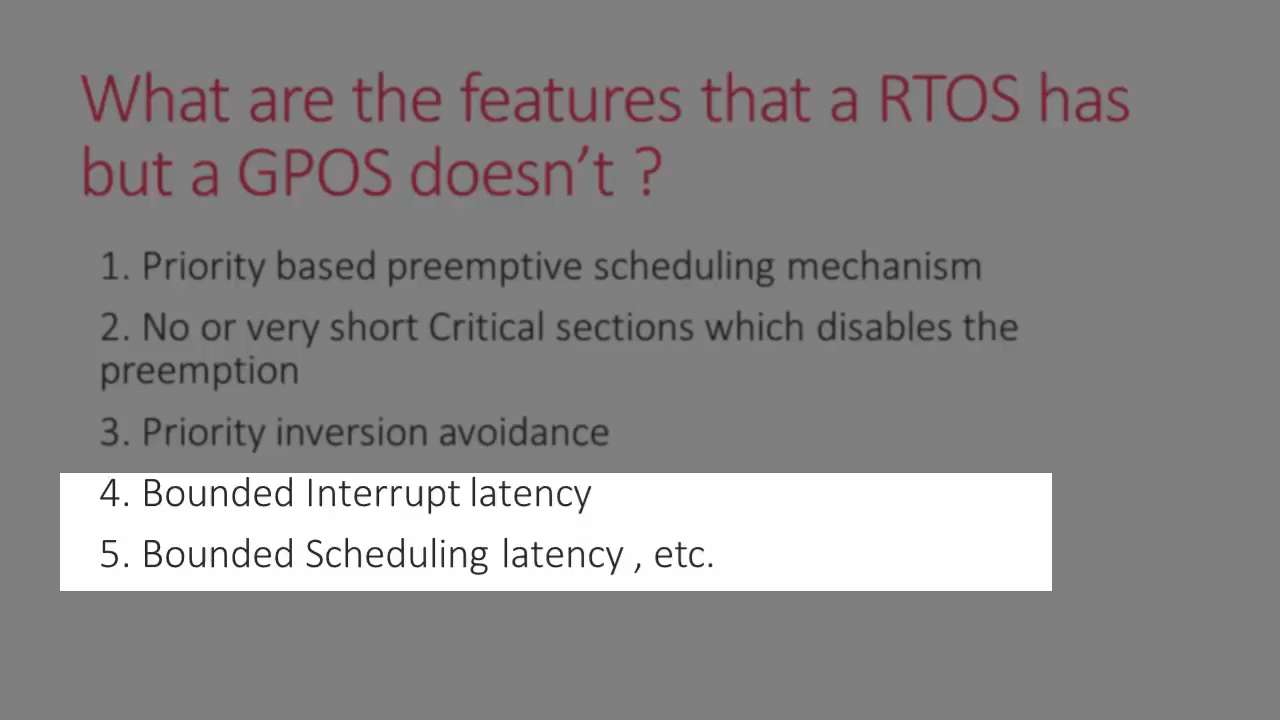 What are the features that a RTOS has
but a GPOS doesn’t ?
1. Priority based preemptive scheduling mechanism
2. No or very short Critical sections which disables the
preemption
3. Priority inversion avoidance
4. Bounded Interrupt latency
5. Bounded Scheduling latency , etc.